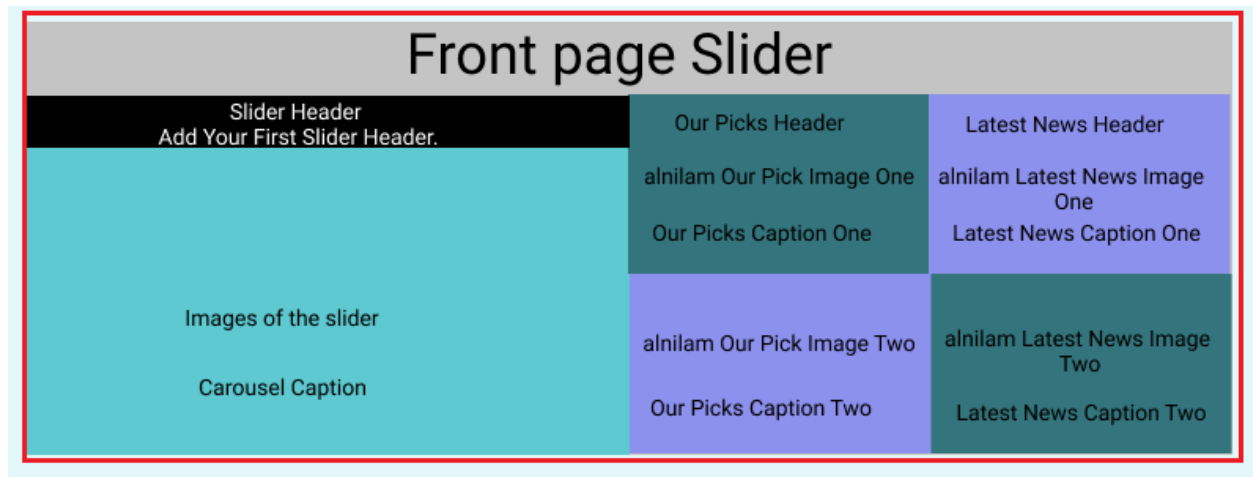 Front page Slider
Slider Header
Add Your First Slider Header.
Images of the slider
Carousel Caption
Our Picks Header
alnilam Our Pick Image One
Our Picks Caption One
Latest News Header
alnilam Latest News Image
One
Latest News Caption One
alnilam Our Pick Image Two
Our Picks Caption Two
alnilam Latest News Image
Two
Latest News Caption Two